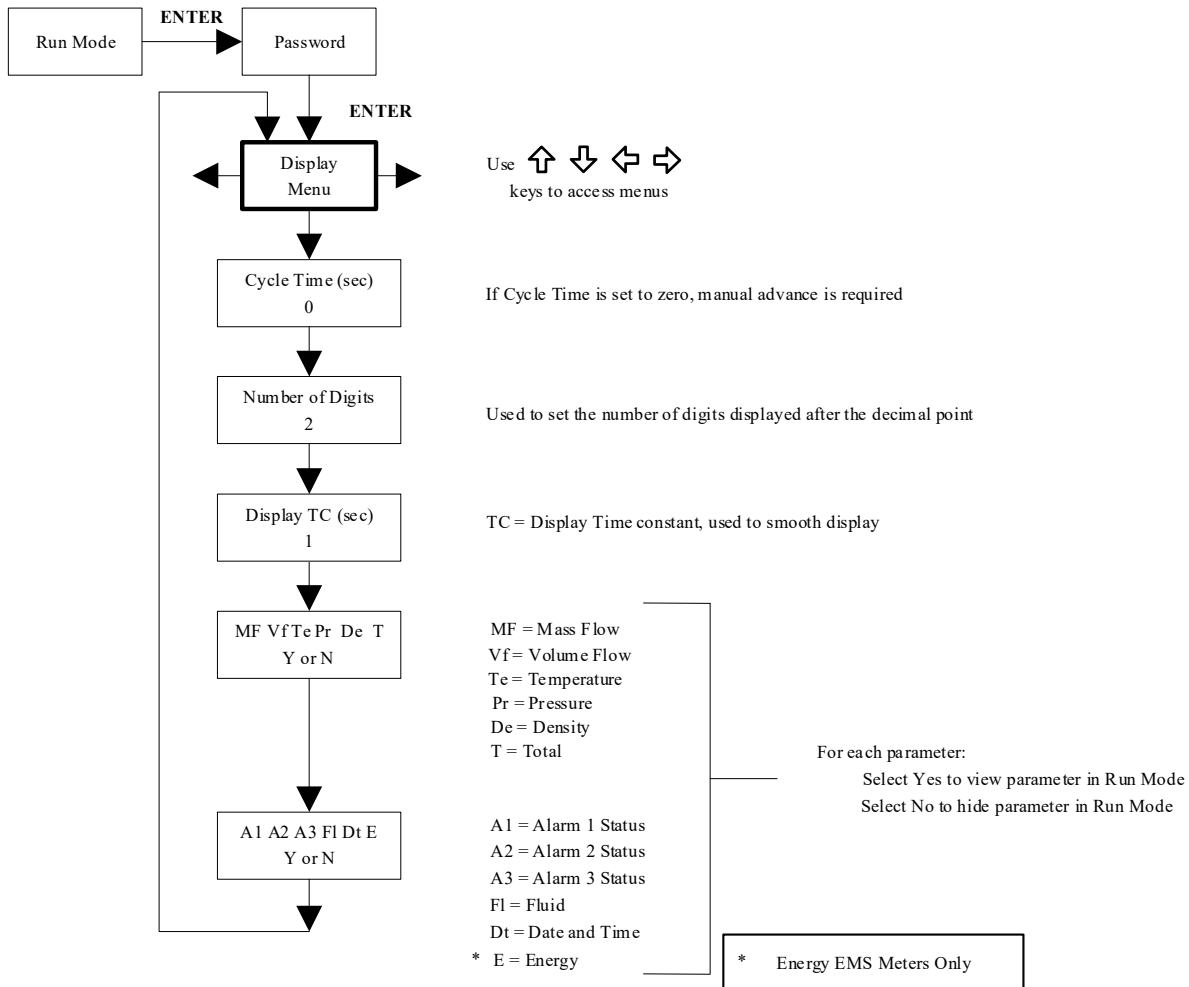 ENTER
Run Mode
Password
ENTER
Display
Menu
Use
keys to access menus
Cycle Time (sec)
0
If Cycle Time is set to zero, manual advance is required
Number of Digits
2
Used to set the number of digits displayed after the decimal point
Display TC (sec)
1
TC = Display Time constant, used to smooth display
MF Vf Te Pr De T
Y or N
MF = Mass Flow
Vf = Volume Flow
Te = Temperature
Pr = Pressure
De = Density
T = Total
For each parameter:
Select Yes to view parameter in Run Mode
Select No to hide parameter in Run Mode
A1 A2 A3 Fl Dt E
Y or N
A1 = Alarm 1 Status
A2 = Alarm 2 Status
A3 = Alarm 3 Status
Fl = Fluid
Dt = Date and Time
* E = Energy
* Energy EMS Meters Only